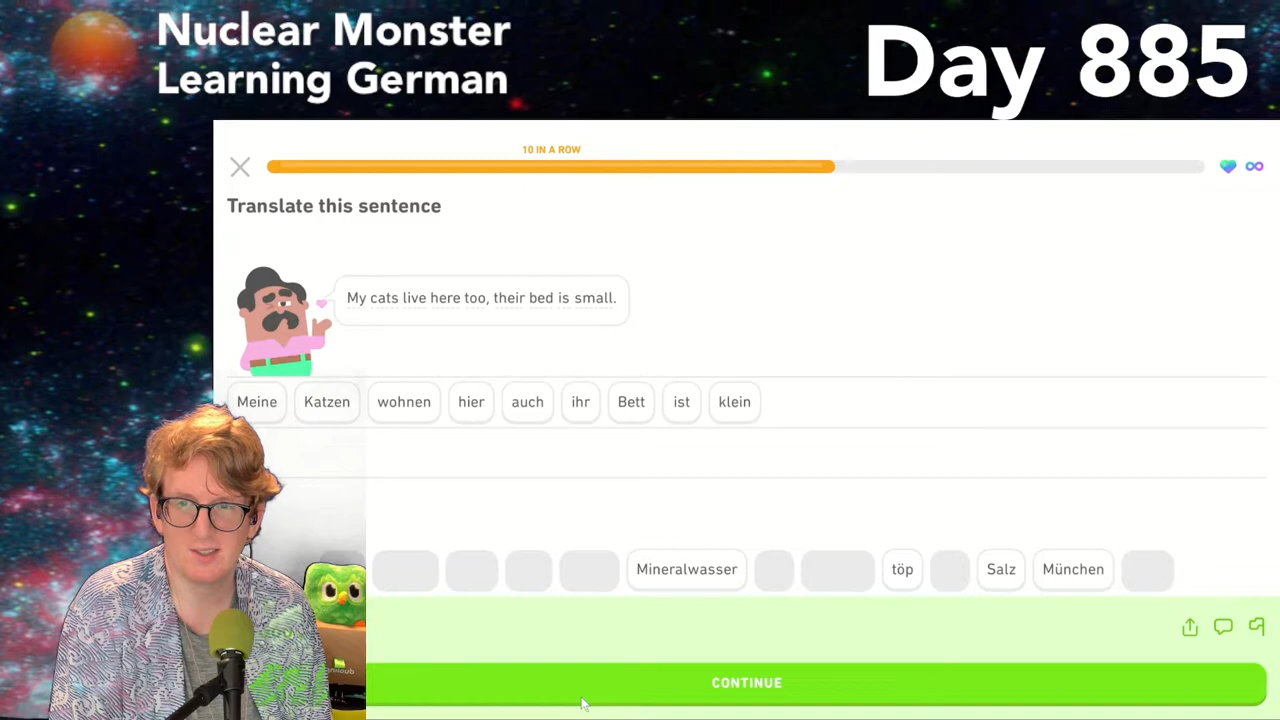 Nuclear Monster
Learning German
Day 885
10 IN A ROW
Translate this sentence
My cats live here too, their bed is small.
Meine Katzen wohnen hier auch ihr Bett ist klein
Mineralwasser töp Salz München
CONTINUE